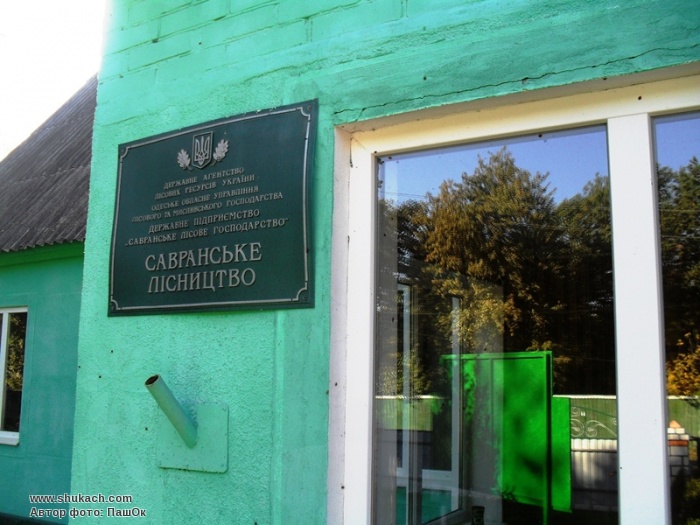 ДЕРЖАВНЕ АГЕНТСТВО
ЛІСОВИХ РЕСУРСІВ УКРАЇНИ
ОДЕСЬКЕ ОБЛАСНЕ УПРАВЛІННЯ
ЛІСОВОГО ТА МИСЛИВСЬКОГО ГОСПОДАРСТВА
ДЕРЖАВНЕ ПІДПРИЄМСТВО
„САВРАНСЬКЕ ЛІСОВЕ ГОСПОДАРСТВО"
САВРАНСЬКЕ
ЛІСНИЦТВО
www.shukach.com
Автор фото: ПашОк